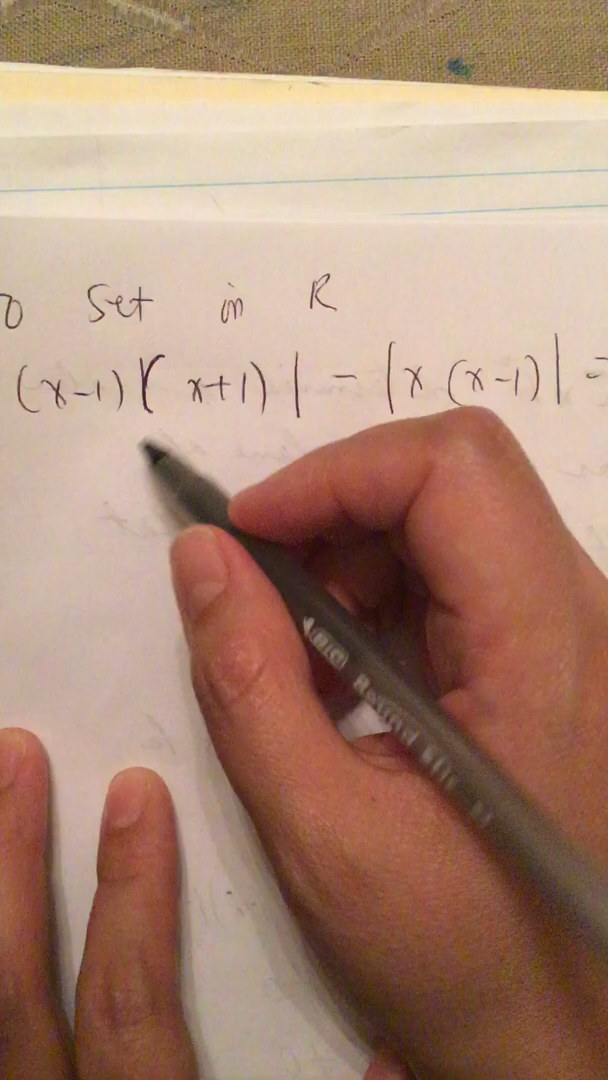 o Set in R
(x-1)(x+1)| - |x(x-1)| =